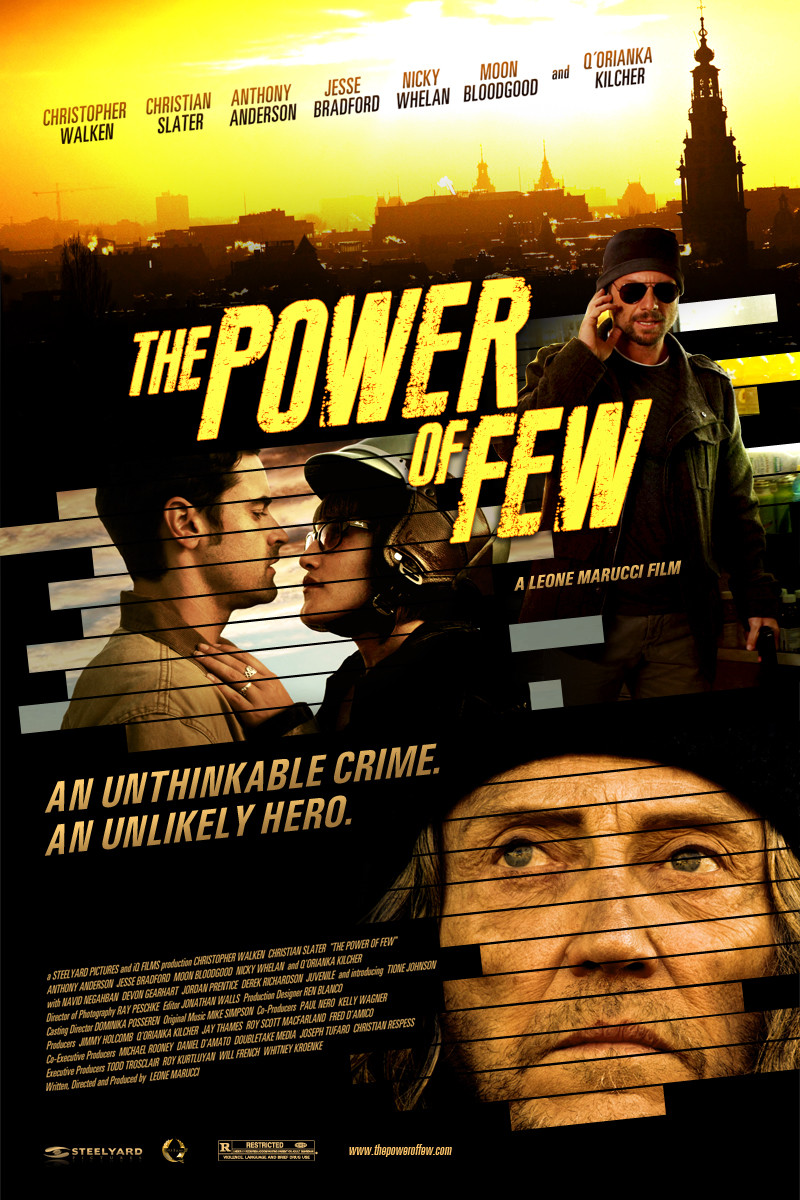 CHRISTOPHER WALKEN
CHRISTIAN SLATER
ANTHONY ANDERSON
JESSE BRADFORD
NICKY WHELAN
MOON BLOODGOOD
and
Q'ORIANKA KILCHER
THE POWER
OF FEW
A LEONE MARUCCI FILM
AN UNTHINKABLE CRIME.
AN UNLIKELY HERO.
a STEELYARD PICTURES and iQ FILMS production CHRISTOPHER WALKEN CHRISTIAN SLATER "THE POWER OF FEW"
ANTHONY ANDERSON JESSE BRADFORD MOON BLOODGOOD NICKY WHELAN and Q'ORIANKA KILCHER
with NAVID NEGAHBAN DEVON GEARHART JORDAN PRENTICE DEREK RICHARDSON JUVENILE and introducing TIONE JOHNSON
Director of Photography RAY PESCHKE Editor JONATHAN WALLS Production Designer REN BLANCO
Casting Director DOMINIKA POSSEREN Original Music MIKE SIMPSON Co-Producers PAUL NERO KELLY WAGNER
Producers JIMMY HOLCOMB Q'ORIANKA KILCHER JAY THAMES ROY SCOTT MACFARLAND FRED D'AMICO
Co-Executive Producers MICHAEL ROONEY DANIEL D'AMATO DOUBLETAKE MEDIA JOSEPH TUFARO CHRISTIAN RESPESS
Executive Producers TODD TROSCLAIR ROY KURTLUYAN WILL FRENCH WHITNEY KROENKE
Written, Directed and Produced by LEONE MARUCCI
STEELYARD
PICTURES
R RESTRICTED
VIOLENCE, LANGUAGE AND BRIEF DRUG USE
www.thepoweroffew.com